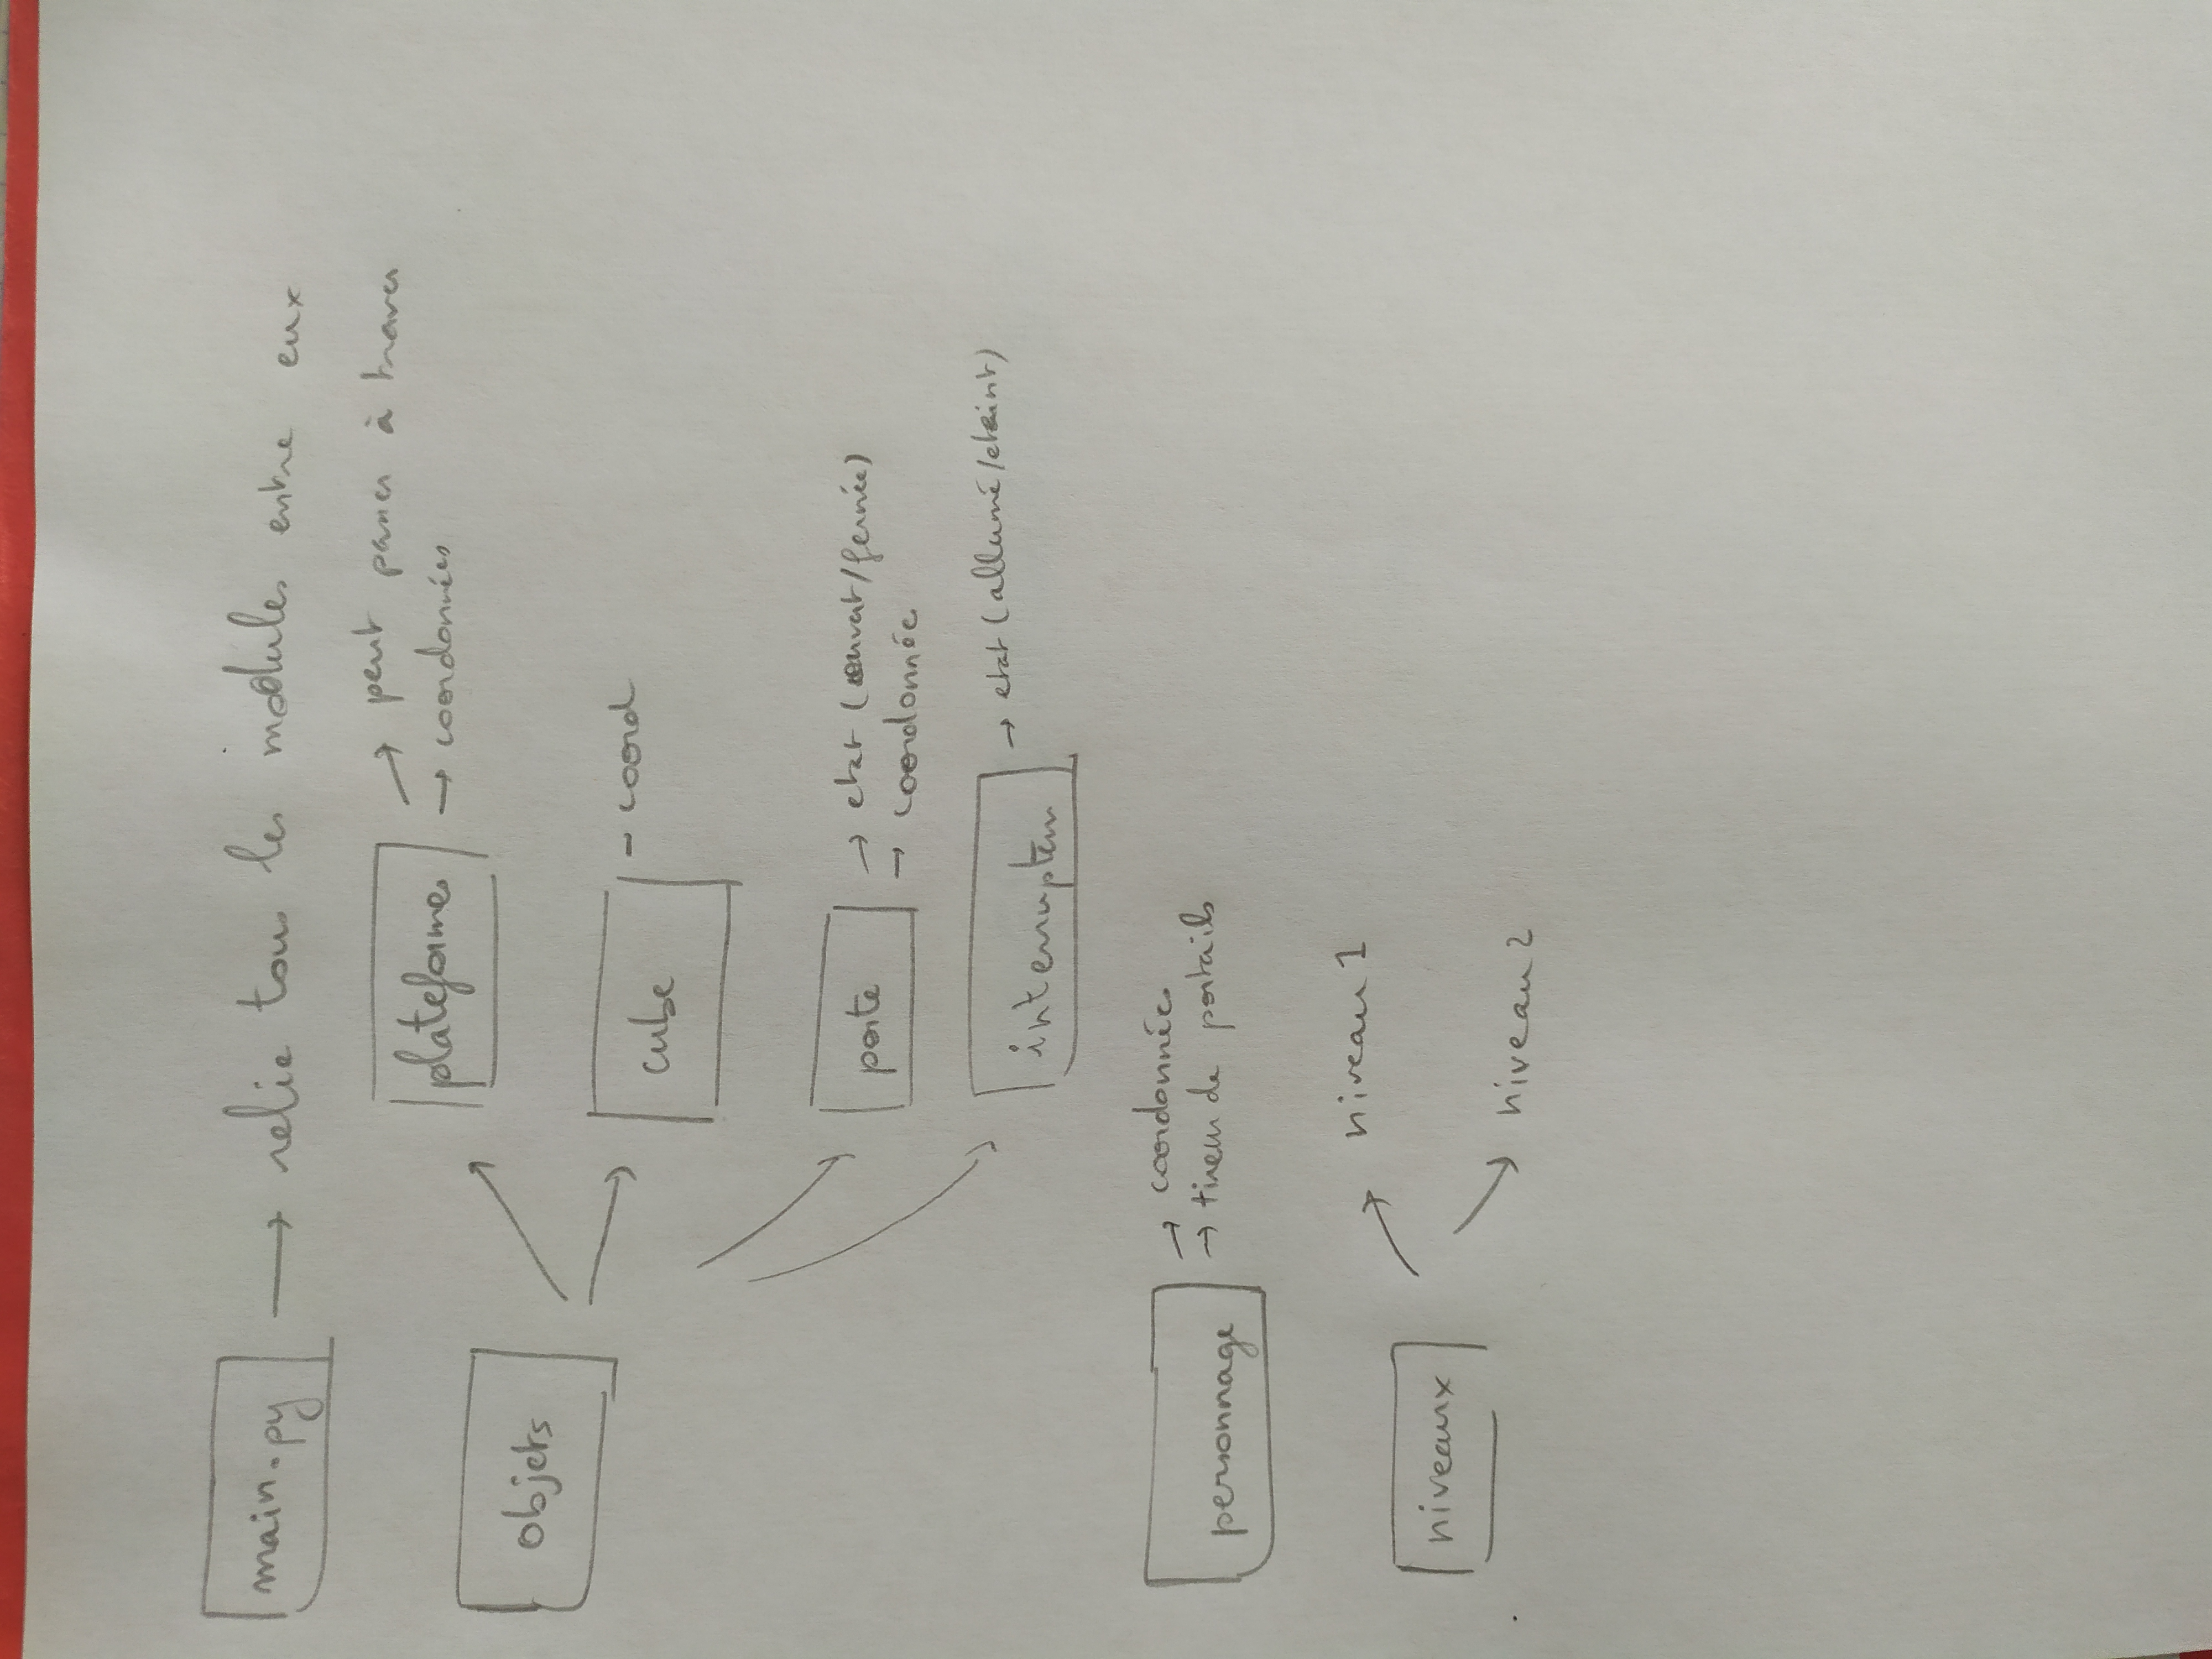 main.py → relie tous les modules entre eux
plateformes → peut passer à travers
→ coordonnées
objets
cube - coord
porte → etat (ouvert/fermée)
→ coordonnée
interrupteur → etat (allumé/eteint)
personnage → coordonnées
→ tireur de portails
niveaux
niveau 1
niveau 2